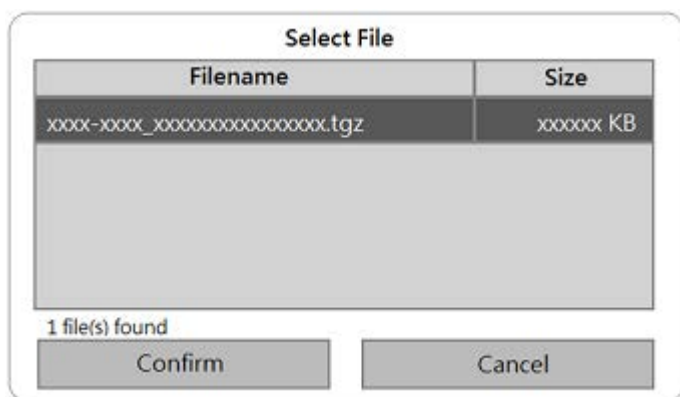 Select File
Filename Size
xxxx-xxxx_xxxxxxxxxxxxxxxx.tgz xxxxxx KB
1 file(s) found
Confirm Cancel